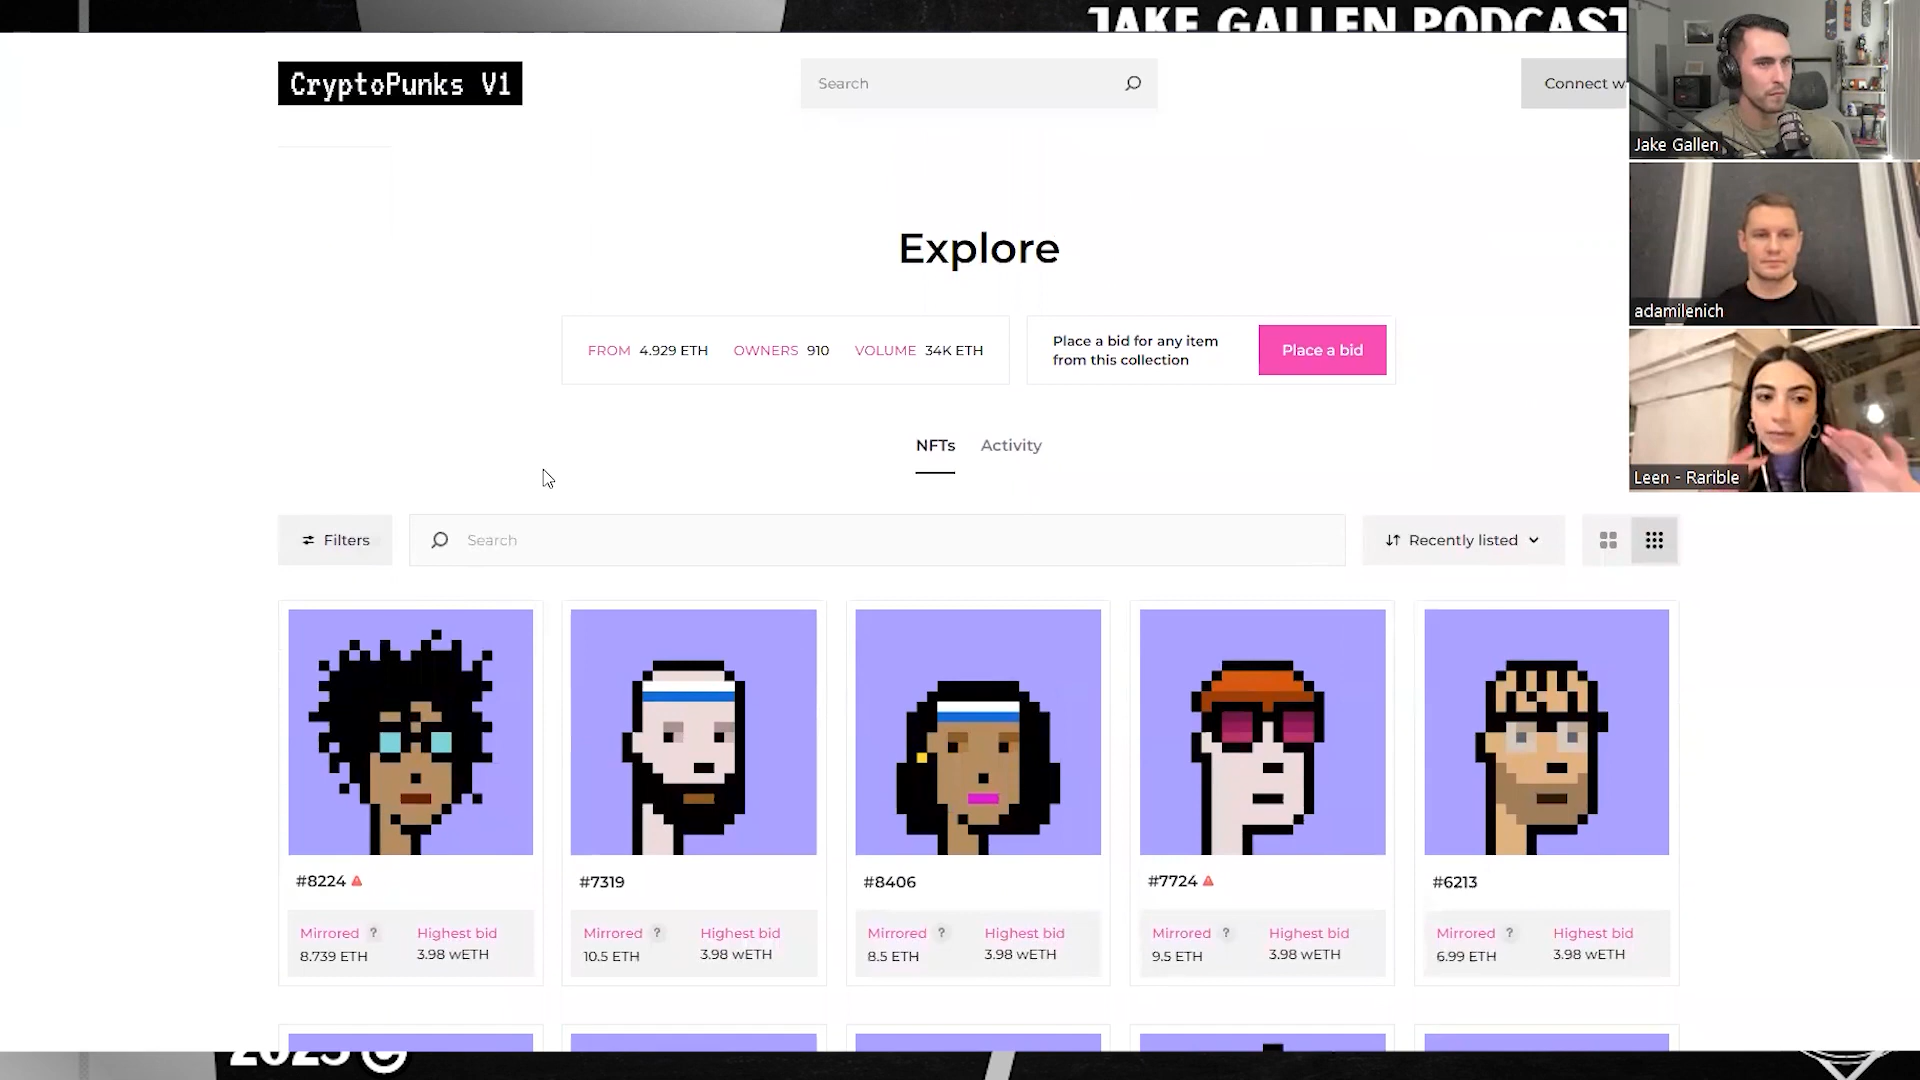 JAKE GALLEN PODCAST
CryptoPunks V1
Search
Connect w
Jake Gallen
Explore
adamilenich
FROM 4.929 ETH OWNERS 910 VOLUME 34K ETH
Place a bid for any item
from this collection
Place a bid
NFTs Activity
Leen - Rarible
Filters
Search
Recently listed
#8224
#7319
#8406
#7724
#6213
Mirrored ? Highest bid
8.739 ETH 3.98 wETH
Mirrored ? Highest bid
10.5 ETH 3.98 wETH
Mirrored ? Highest bid
8.5 ETH 3.98 wETH
Mirrored ? Highest bid
9.5 ETH 3.98 wETH
Mirrored ? Highest bid
6.99 ETH 3.98 wETH
2023 ©